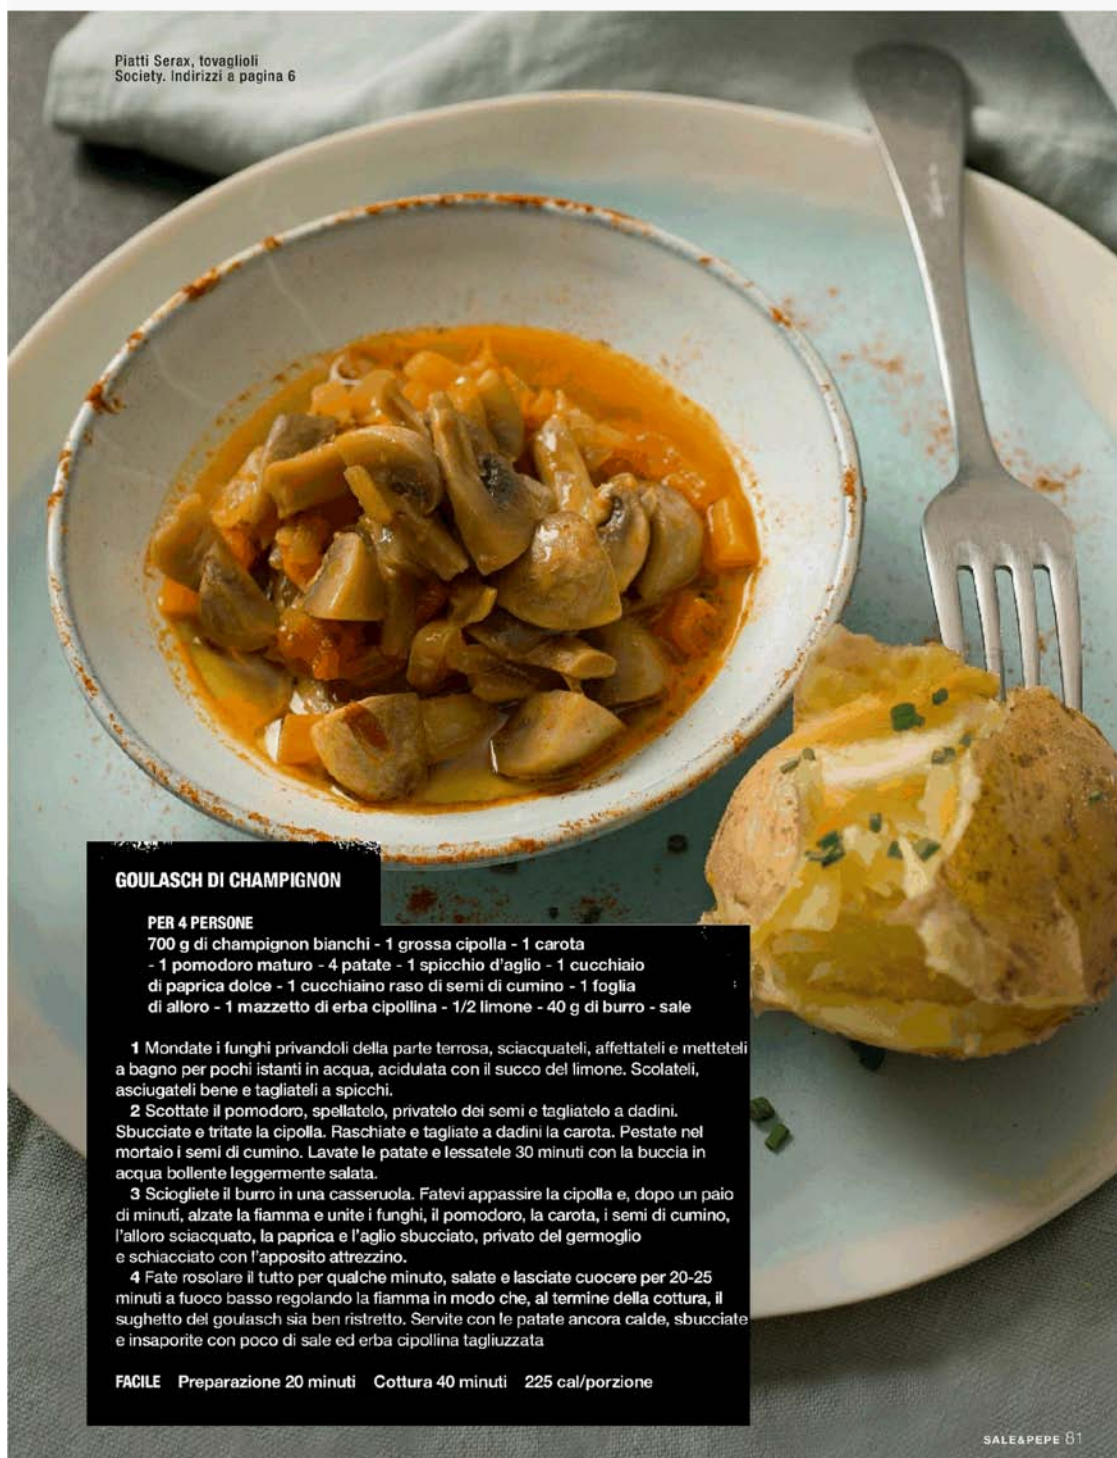 Piatti Serax, tovaglioli
Society. Indirizzi a pagina 6
GOULASCH DI CHAMPIGNON
PER 4 PERSONE
700 g di champignon bianchi - 1 grossa cipolla - 1 carota
- 1 pomodoro maturo - 4 patate - 1 spicchio d'aglio - 1 cucchiaio
di paprica dolce - 1 cucchiaino raso di semi di cumino - 1 foglia
di alloro - 1 mazzetto di erba cipollina - 1/2 limone - 40 g di burro - sale
1 Mondate i funghi privandoli della parte terrosa, sciacquateli, affettateli e metteteli
a bagno per pochi istanti in acqua, acidulata con il succo del limone. Scolateli,
asciugateli bene e tagliateli a spicchi.
2 Scottate il pomodoro, spellatelo, privatelo dei semi e tagliatelo a dadini.
Sbucciate e tritate la cipolla. Raschiate e tagliate a dadini la carota. Pestate nel
mortaio i semi di cumino. Lavate le patate e lessatele 30 minuti con la buccia in
acqua bollente leggermente salata.
3 Sciogliete il burro in una casseruola. Fatevi appassire la cipolla e, dopo un paio
di minuti, alzate la fiamma e unite i funghi, il pomodoro, la carota, i semi di cumino,
l'alloro sciacquato, la paprica e l'aglio sbucciato, privato del germoglio
e schiacciato con l'apposito attrezzino.
4 Fate rosolare il tutto per qualche minuto, salate e lasciate cuocere per 20-25
minuti a fuoco basso regolando la fiamma in modo che, al termine della cottura, il
sughetto del goulasch sia ben ristretto. Servite con le patate ancora calde, sbucciate
e insaporite con poco di sale ed erba cipollina tagliuzzata
FACILE Preparazione 20 minuti Cottura 40 minuti 225 cal/porzione
SALE&PEPE 81